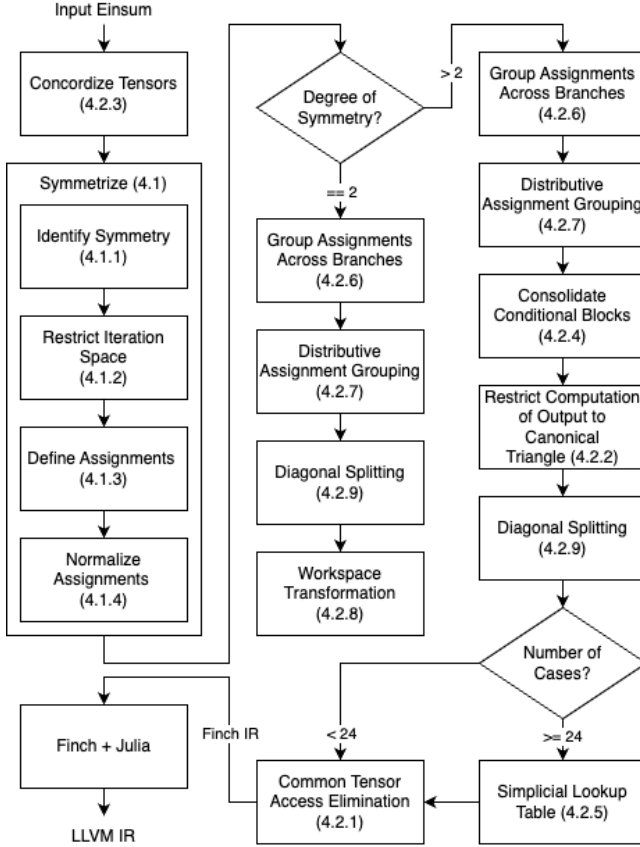 Input Einsum
Concordize Tensors
(4.2.3)
Symmetrize (4.1)
Identify Symmetry
(4.1.1)
Restrict Iteration
Space
(4.1.2)
Define Assignments
(4.1.3)
Normalize
Assignments
(4.1.4)
Degree of
Symmetry?
== 2
> 2
Group Assignments
Across Branches
(4.2.6)
Distributive
Assignment Grouping
(4.2.7)
Diagonal Splitting
(4.2.9)
Workspace
Transformation
(4.2.8)
Group Assignments
Across Branches
(4.2.6)
Distributive
Assignment Grouping
(4.2.7)
Consolidate
Conditional Blocks
(4.2.4)
Restrict Computation
of Output to
Canonical
Triangle (4.2.2)
Diagonal Splitting
(4.2.9)
Number of
Cases?
< 24
>= 24
Simplicial Lookup
Table (4.2.5)
Common Tensor
Access Elimination
(4.2.1)
Finch IR
Finch + Julia
LLVM IR